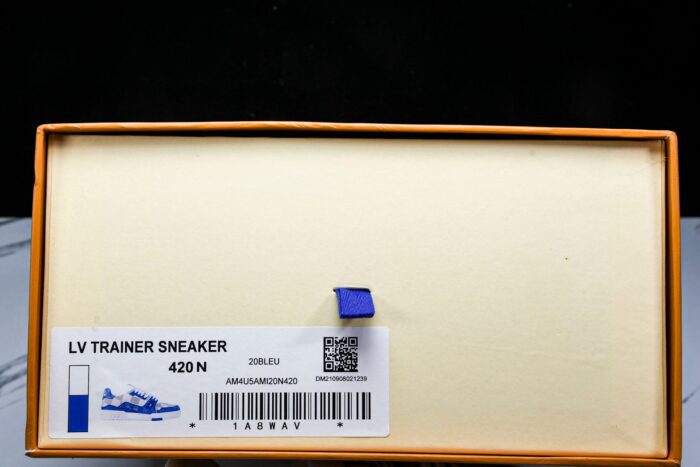 LV TRAINER SNEAKER
420 N
20BLEU
AM4U5AMI20N420
DM210908021239
* 1A8WAV *